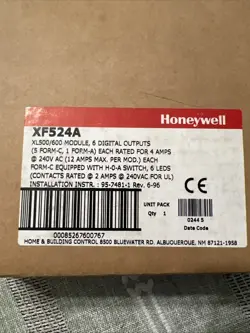 Honeywell
XF524A
XL500/600 MODULE, 6 DIGITAL OUTPUTS
(5 FORM-C, 1 FORM-A) EACH RATED FOR 4 AMPS
@ 240V AC (12 AMPS MAX. PER MOD.) EACH
FORM-C EQUIPPED WITH H-0-A SWITCH, 6 LEDS
(CONTACTS RATED @ 2 AMPS @ 240VAC FOR UL)
INSTALLATION INSTR. : 95-7481-1 Rev. 6-96
UNIT PACK
Qty 1
CE
0244 5
Date Code
00085267600767
HOME & BUILDING CONTROL 8500 BLUEWATER RD. ALBUQUERQUE, NM 87121-1958